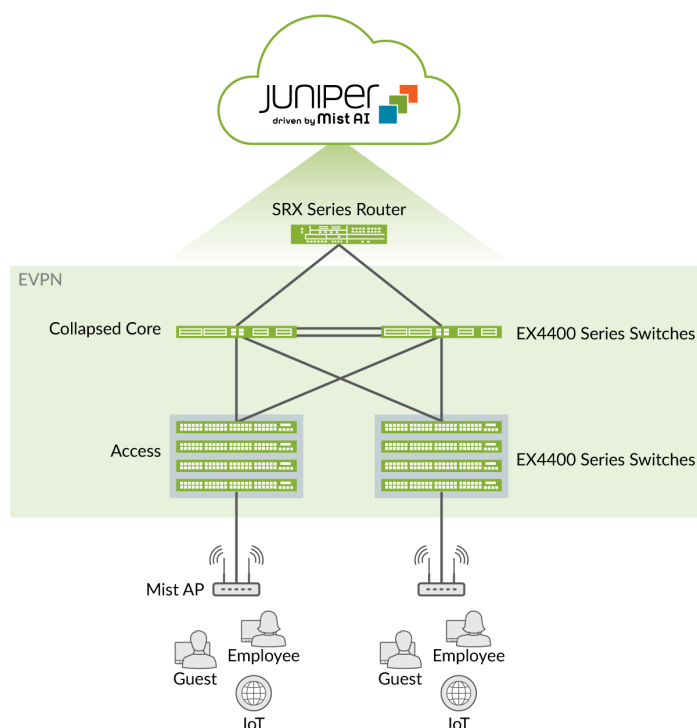 JUNIPER
driven by Mist AI
SRX Series Router
EVPN
Collapsed Core
EX4400 Series Switches
Access
EX4400 Series Switches
Mist AP
Employee
Guest
IoT
Employee
Guest
IoT